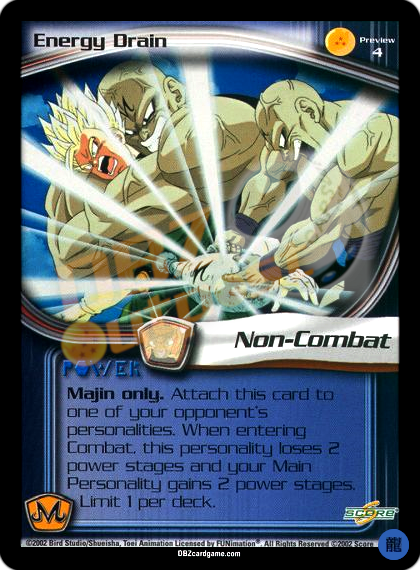 Energy Drain
Preview
4
Non-Combat
POWER
Majin only. Attach this card to
one of your opponent's
personalities. When entering
Combat, this personality loses 2
power stages and your Main
Personality gains 2 power stages.
Limit 1 per deck.
M
SCORE
龍
©2002 Bird Studio/Shueisha, Toei Animation Licensed by FUNimation®. All Rights Reserved ©2002 Score
DBZcardgame.com